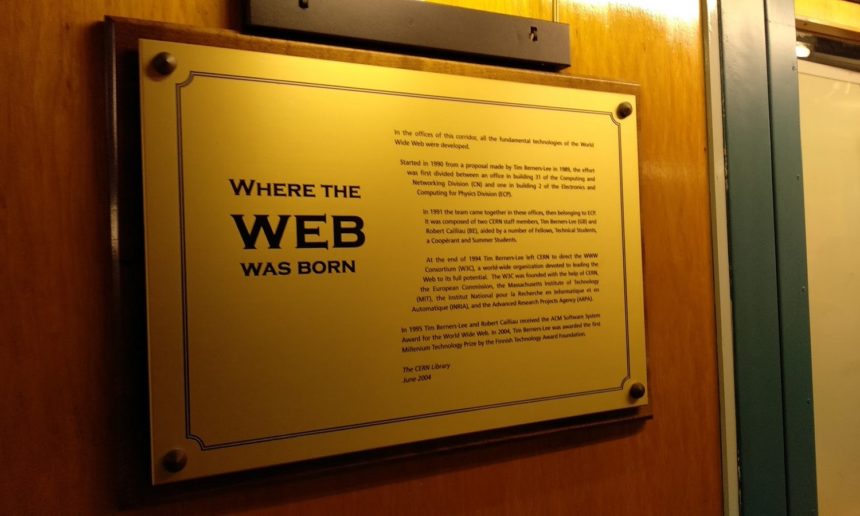 WHERE THE
WEB
WAS BORN
In the offices of this corridor, all the fundamental technologies of the World
Wide Web were developed.
Started in 1990 from a proposal made by Tim Berners-Lee in 1989, the effort
was first divided between an office in building 31 of the Computing and
Networking Division (CN) and one in building 2 of the Electronics and
Computing for Physics Division (ECP).
In 1991 the team came together in these offices, then belonging to ECP.
It was composed of two CERN staff members, Tim Berners-Lee (GB) and
Robert Cailliau (BE), aided by a number of Fellows, Technical Students,
a Coopérant and Summer Students.
At the end of 1994 Tim Berners-Lee left CERN to direct the WWW
Consortium (W3C), a world-wide organization devoted to leading the
Web to its full potential. The W3C was founded with the help of CERN,
the European Commission, the Massachusetts Institute of Technology
(MIT), the Institut National pour la Recherche en Informatique et en
Automatique (INRIA), and the Advanced Research Projects Agency (ARPA).
In 1995 Tim Berners-Lee and Robert Cailliau received the ACM Software System
Award for the World Wide Web. In 2004, Tim Berners-Lee was awarded the first
Millenium Technology Prize by the Finnish Technology Award Foundation.
The CERN Library
June 2004